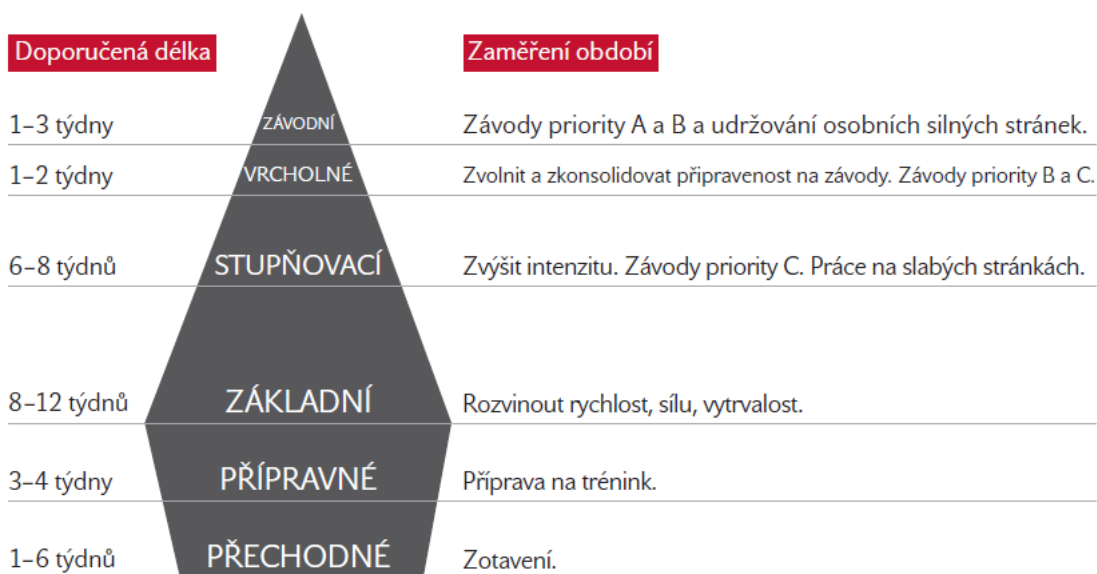 Doporučená délka Zaměření období
1–3 týdny ZÁVODNÍ Závody priority A a B a udržování osobních silných stránek.
1–2 týdny VRCHOLNÉ Zvolnit a zkonsolidovat připravenost na závody. Závody priority B a C.
6–8 týdnů STUPŇOVACÍ Zvýšit intenzitu. Závody priority C. Práce na slabých stránkách.
8–12 týdnů ZÁKLADNÍ Rozvinout rychlost, sílu, vytrvalost.
3–4 týdny PŘÍPRAVNÉ Příprava na trénink.
1–6 týdnů PŘECHODNÉ Zotavení.